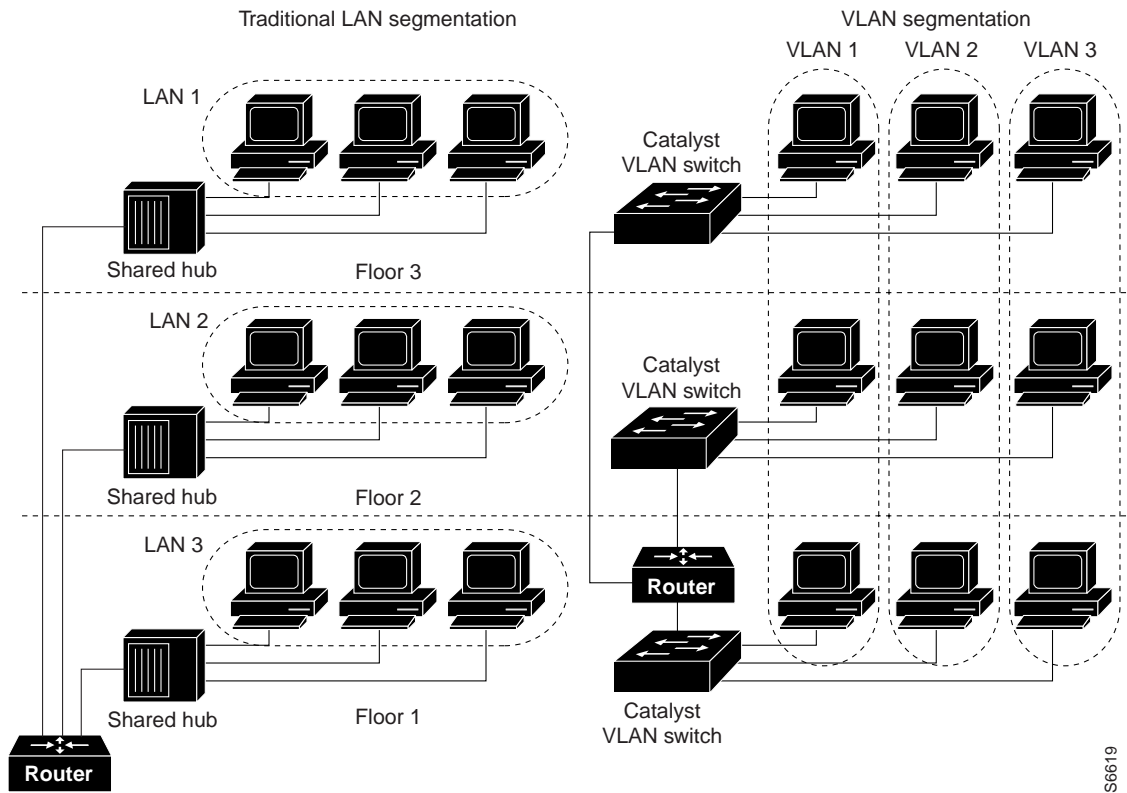 Traditional LAN segmentation
VLAN segmentation
VLAN 1
VLAN 2
VLAN 3
LAN 1
Shared hub
Floor 3
Catalyst
VLAN switch
LAN 2
Shared hub
Floor 2
Catalyst
VLAN switch
LAN 3
Shared hub
Floor 1
Router
Router
Catalyst
VLAN switch
S6619